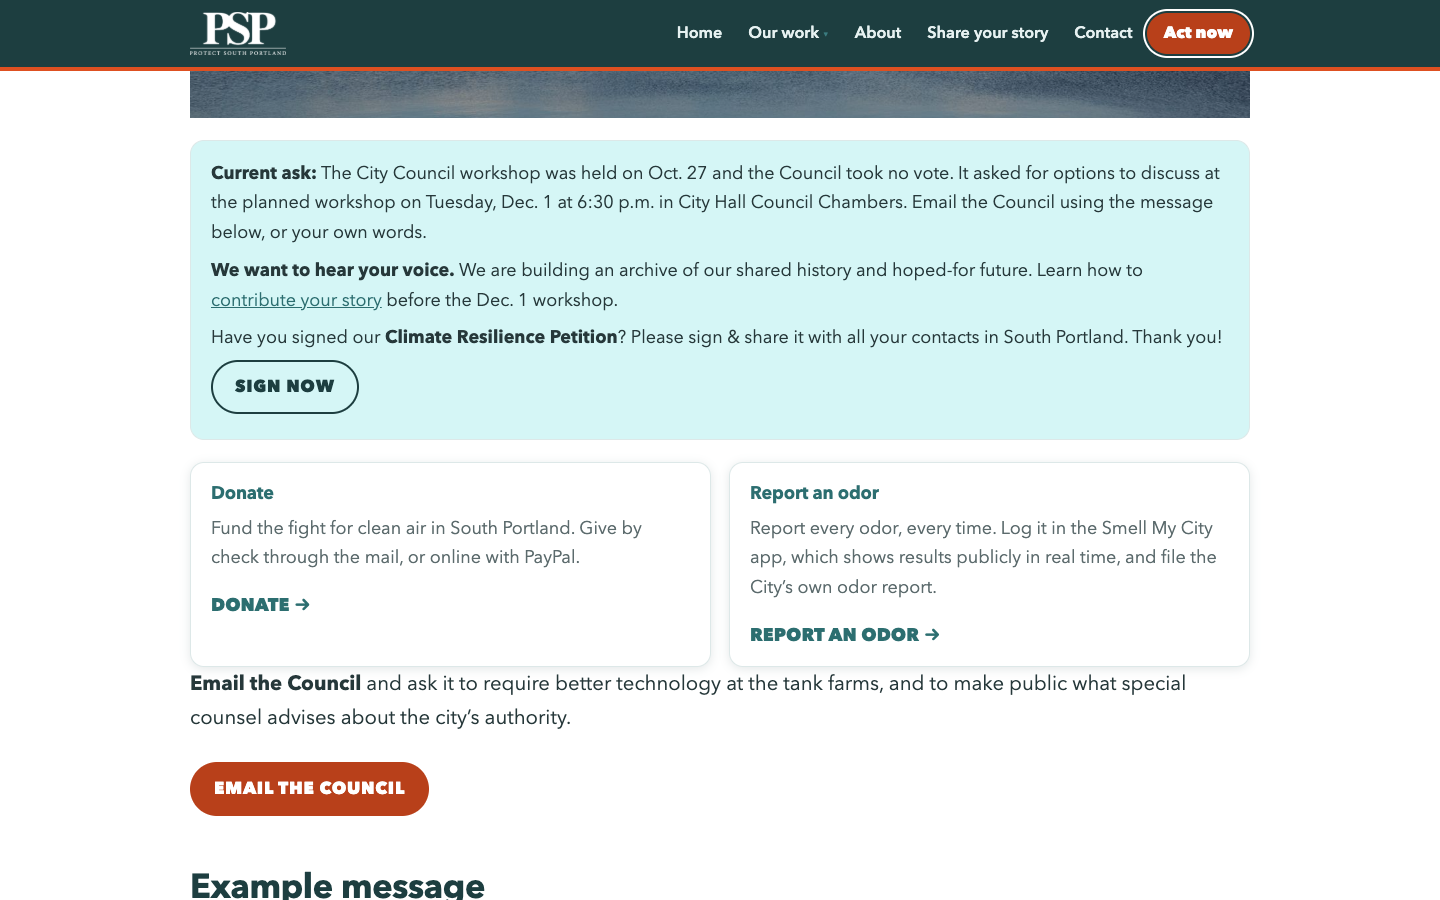 PSP
PROTECT SOUTH PORTLAND
Home
Our work
About
Share your story
Contact
Act now
Current ask: The City Council workshop was held on Oct. 27 and the Council took no vote. It asked for options to discuss at
the planned workshop on Tuesday, Dec. 1 at 6:30 p.m. in City Hall Council Chambers. Email the Council using the message
below, or your own words.
We want to hear your voice. We are building an archive of our shared history and hoped-for future. Learn how to
contribute your story before the Dec. 1 workshop.
Have you signed our Climate Resilience Petition? Please sign & share it with all your contacts in South Portland. Thank you!
SIGN NOW
Donate
Fund the fight for clean air in South Portland. Give by
check through the mail, or online with PayPal.
DONATE →
Report an odor
Report every odor, every time. Log it in the Smell My City
app, which shows results publicly in real time, and file the
City’s own odor report.
REPORT AN ODOR →
Email the Council and ask it to require better technology at the tank farms, and to make public what special
counsel advises about the city’s authority.
EMAIL THE COUNCIL
Example message